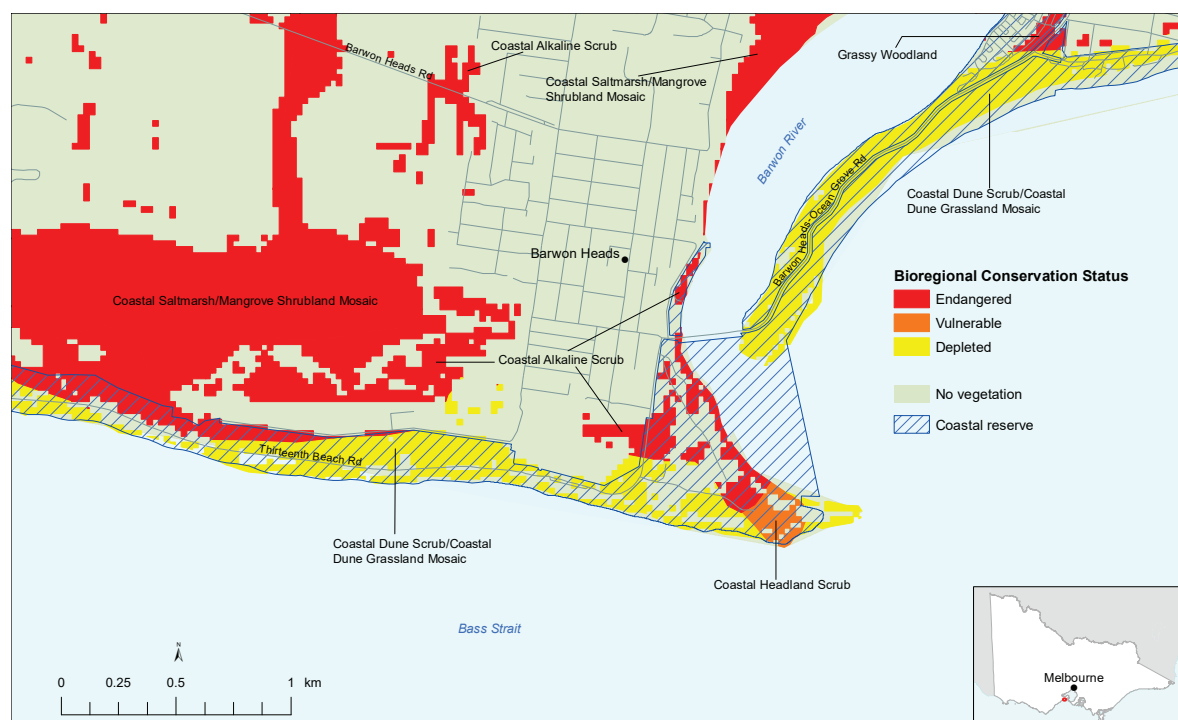 Barwon Heads Rd
Coastal Alkaline Scrub
Coastal Saltmarsh/Mangrove
Shrubland Mosaic
Grassy Woodland
Barwon River
Coastal Dune Scrub/Coastal
Dune Grassland Mosaic
Barwon Heads-Ocean Grove Rd
Barwon Heads
Coastal Saltmarsh/Mangrove Shrubland Mosaic
Coastal Alkaline Scrub
Bioregional Conservation Status
Endangered
Vulnerable
Depleted
No vegetation
Coastal reserve
Thirteenth Beach Rd
Coastal Dune Scrub/Coastal
Dune Grassland Mosaic
Coastal Headland Scrub
Bass Strait
N
0 0.25 0.5 1 km
Melbourne